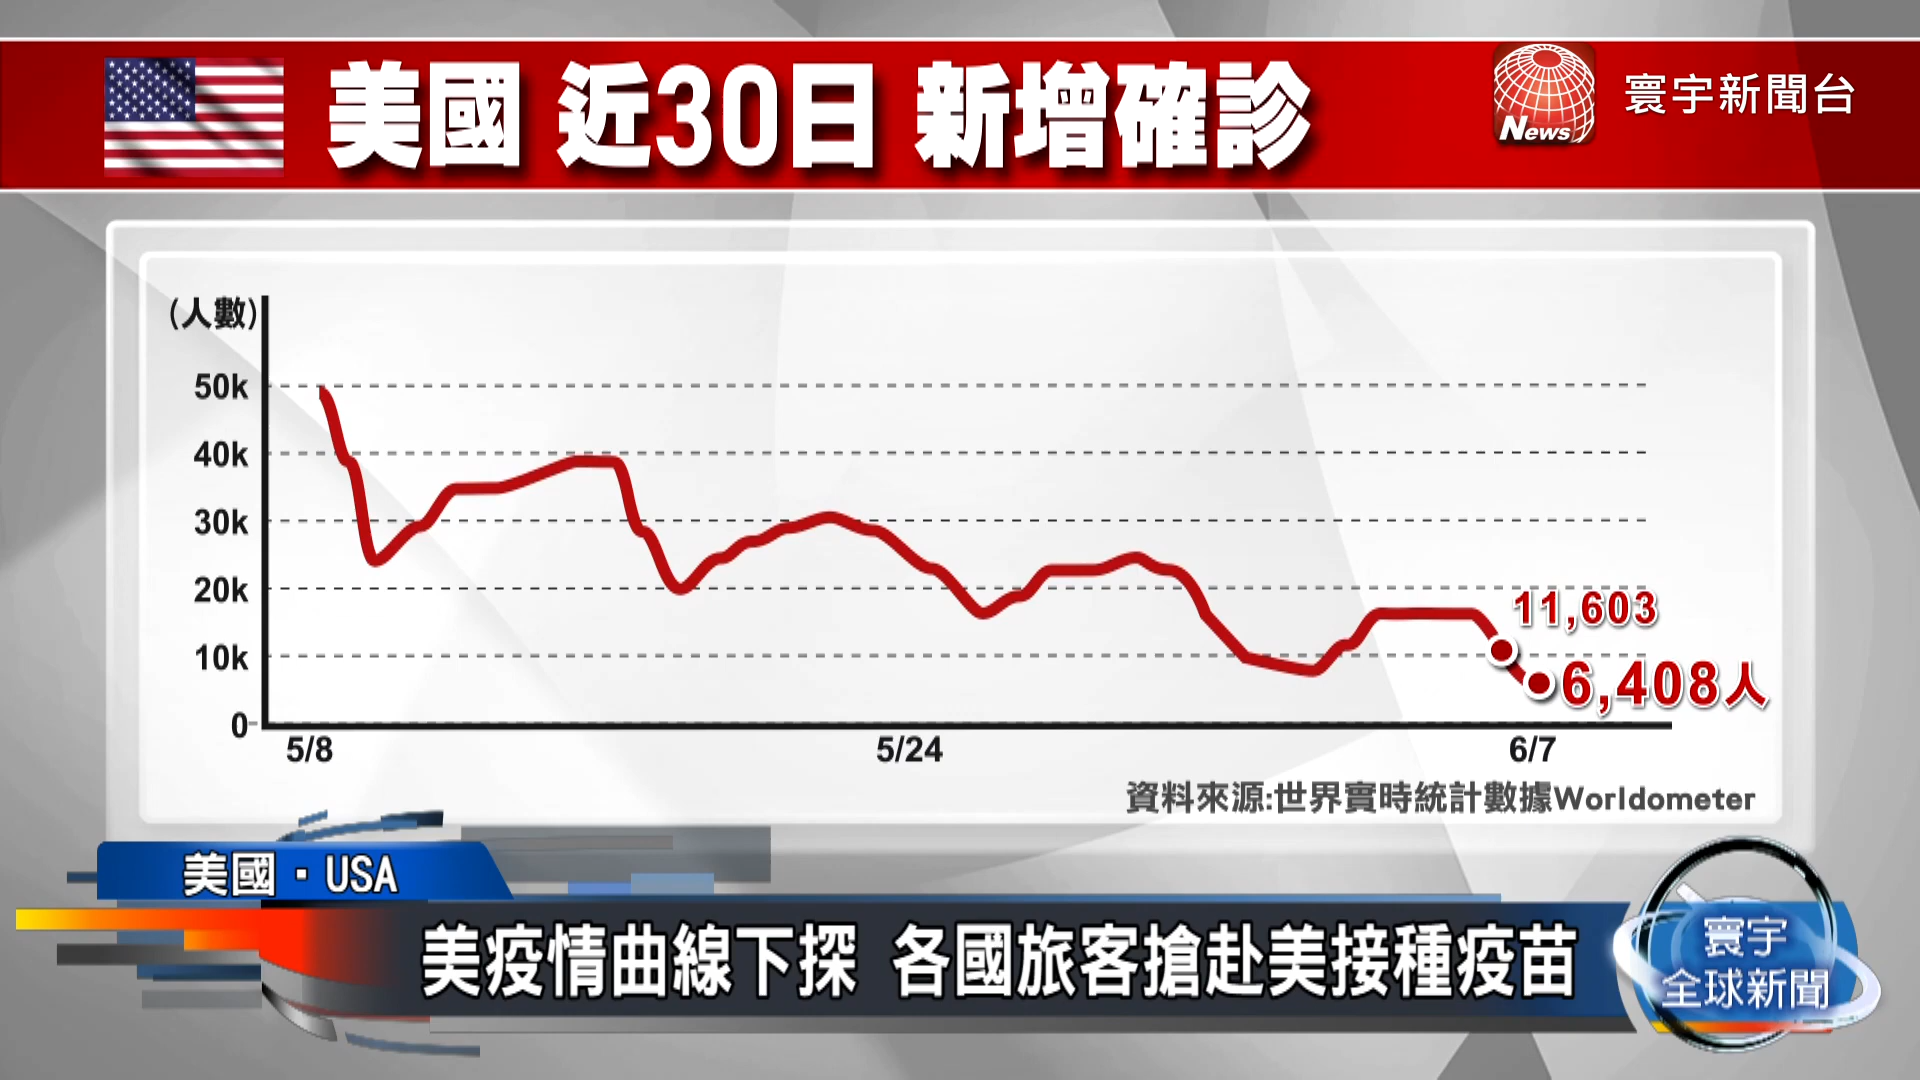 美國 近30日 新增確診
News
寰宇新聞台
(人數)
50k
40k
30k
20k
10k
0
11,603
6,408人
5/8
5/24
6/7
資料來源:世界實時統計數據Worldometer
美國·USA
美疫情曲線下探 各國旅客搶赴美接種疫苗
寰宇
全球新聞